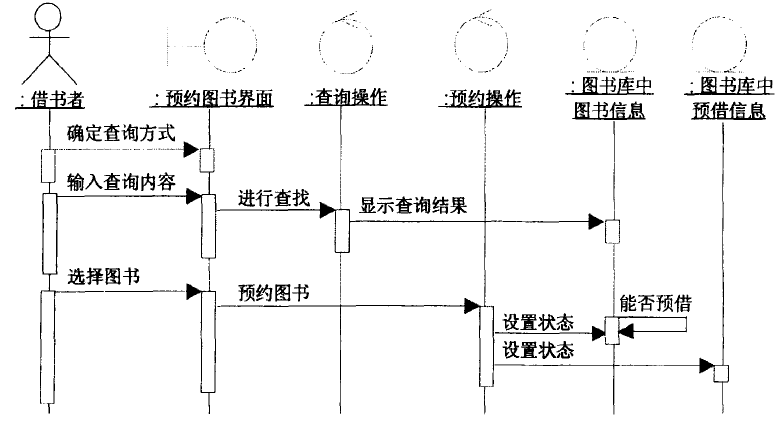 : 借书者
: 预约图书界面
:查询操作
:预约操作
: 图书库中
图书信息
: 图书库中
预借信息
确定查询方式
输入查询内容
进行查找
显示查询结果
选择图书
预约图书
能否预借
设置状态
设置状态